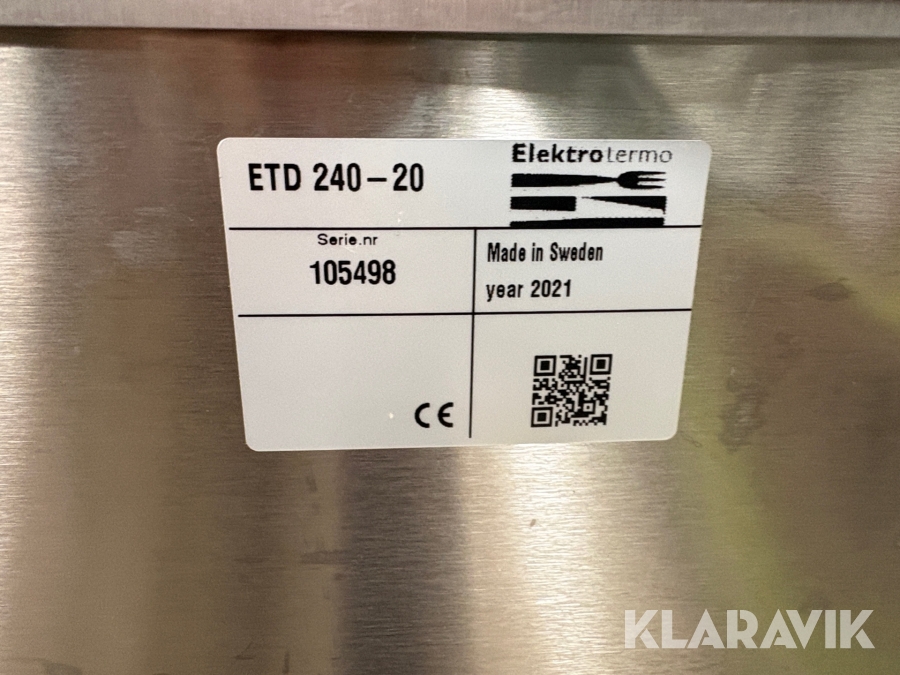 ETD 240-20
Elektrotermo
Serie.nr
105498
Made in Sweden
year 2021
CE
KLARAVIK